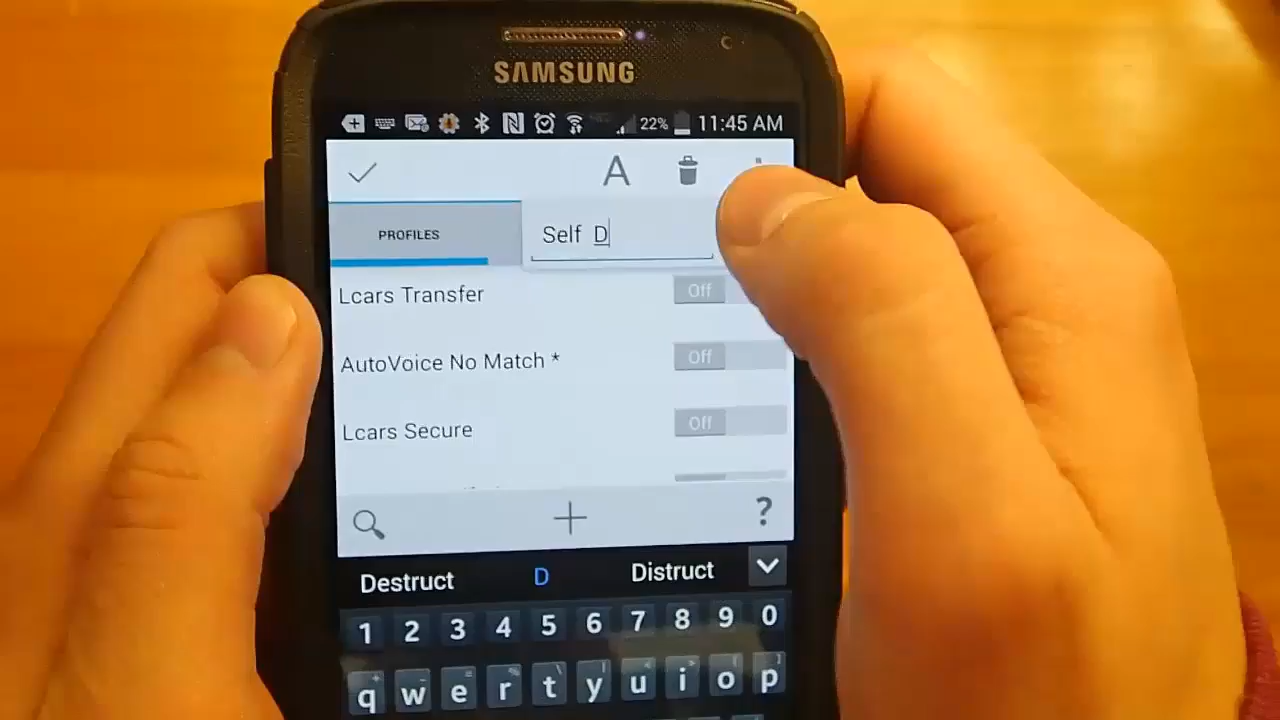 SAMSUNG
22% 11:45 AM
A
PROFILES
Self D
Lcars Transfer
Off
AutoVoice No Match *
Off
Lcars Secure
Off
?
Destruct D Distruct
1 2 3 4 5 6 7 8 9 0
q w e r t y u i o p